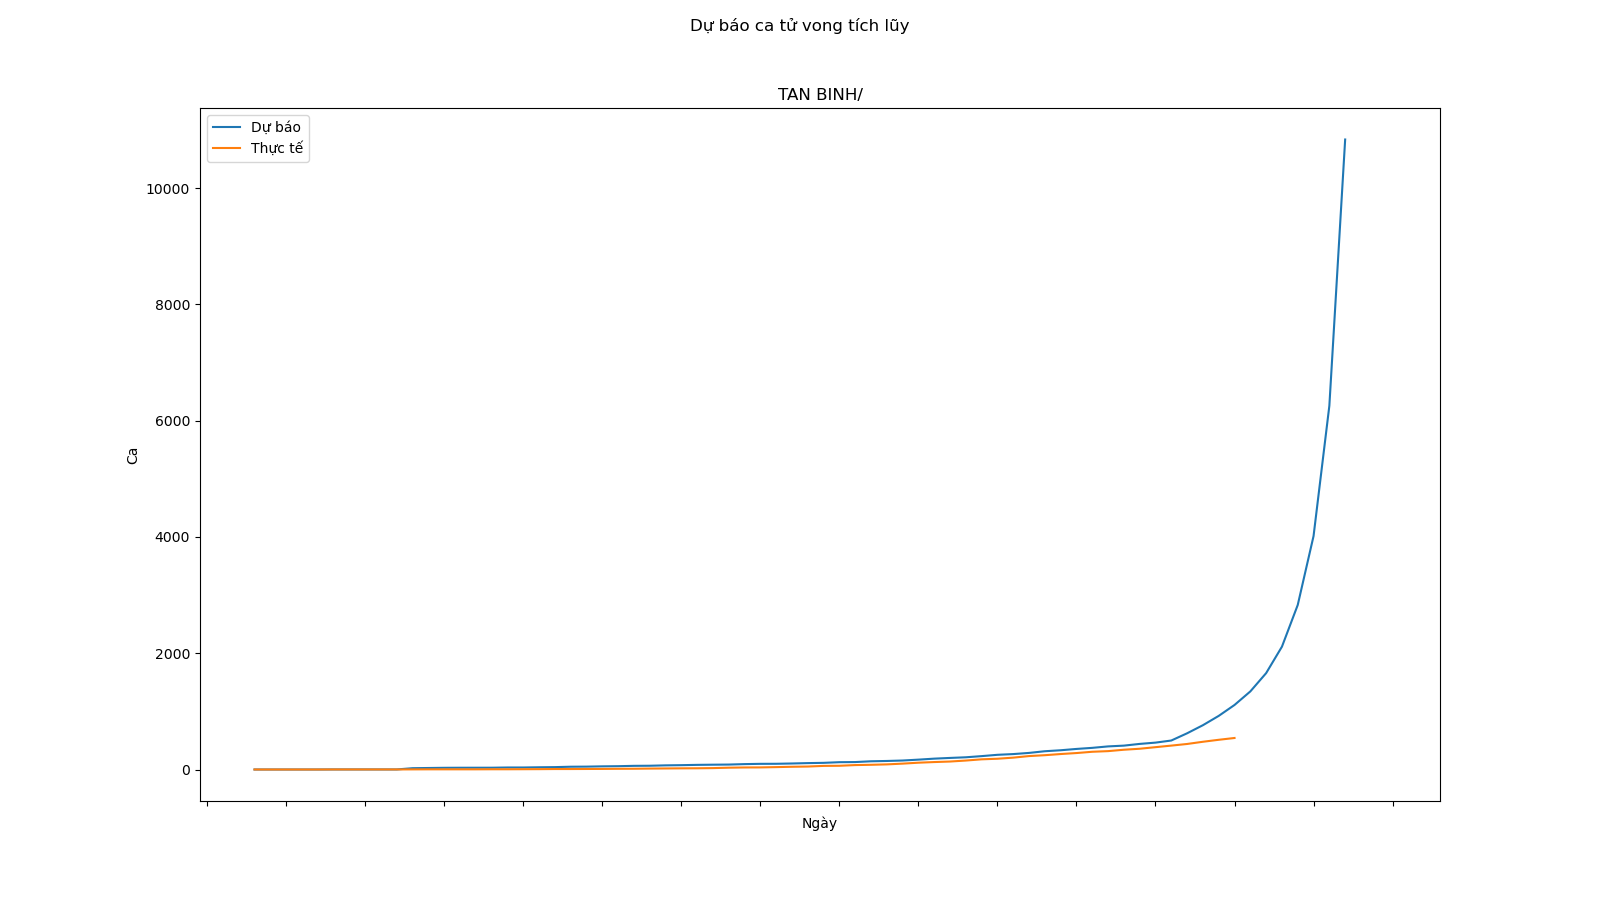 Dự báo ca tử vong tích lũy
TAN BINH/
Dự báo
Thực tế
10000
8000
6000
4000
2000
0
Ca
Ngày